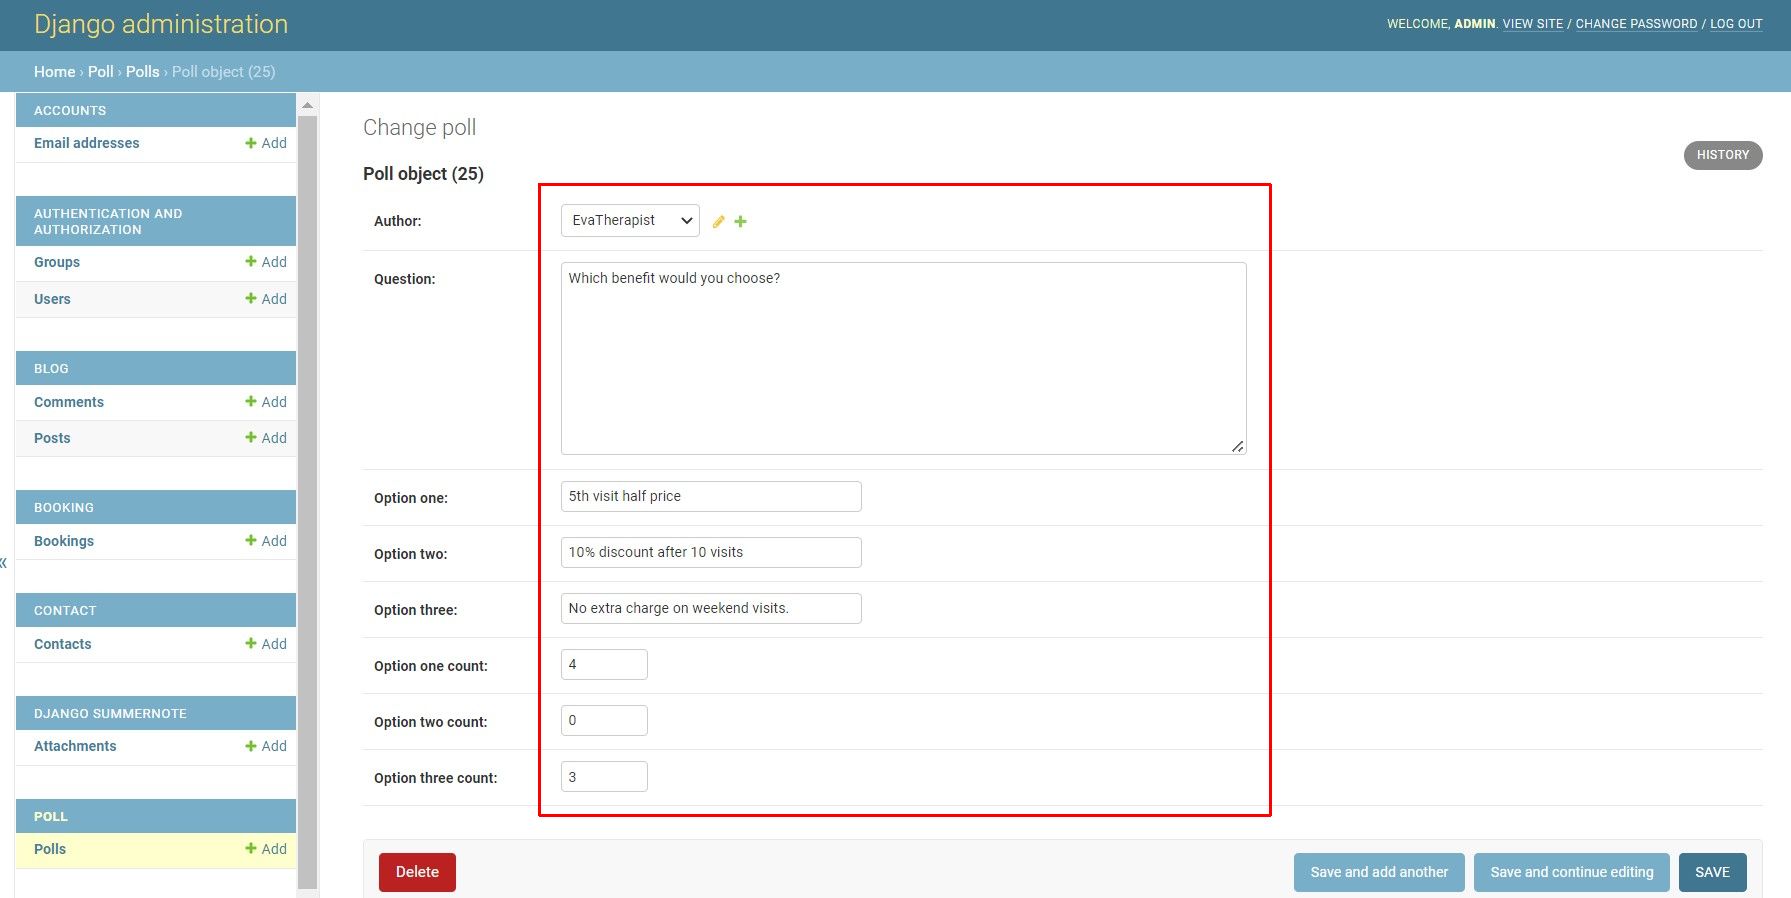 Django administration
WELCOME, ADMIN. VIEW SITE / CHANGE PASSWORD / LOG OUT
Home › Poll › Polls › Poll object (25)
ACCOUNTS
Email addresses + Add
AUTHENTICATION AND
AUTHORIZATION
Groups + Add
Users + Add
BLOG
Comments + Add
Posts + Add
BOOKING
Bookings + Add
«
CONTACT
Contacts + Add
DJANGO SUMMERNOTE
Attachments + Add
POLL
Polls + Add
Change poll
HISTORY
Poll object (25)
Author: EvaTherapist
Question: Which benefit would you choose?
Option one: 5th visit half price
Option two: 10% discount after 10 visits
Option three: No extra charge on weekend visits.
Option one count: 4
Option two count: 0
Option three count: 3
Delete
Save and add another
Save and continue editing
SAVE